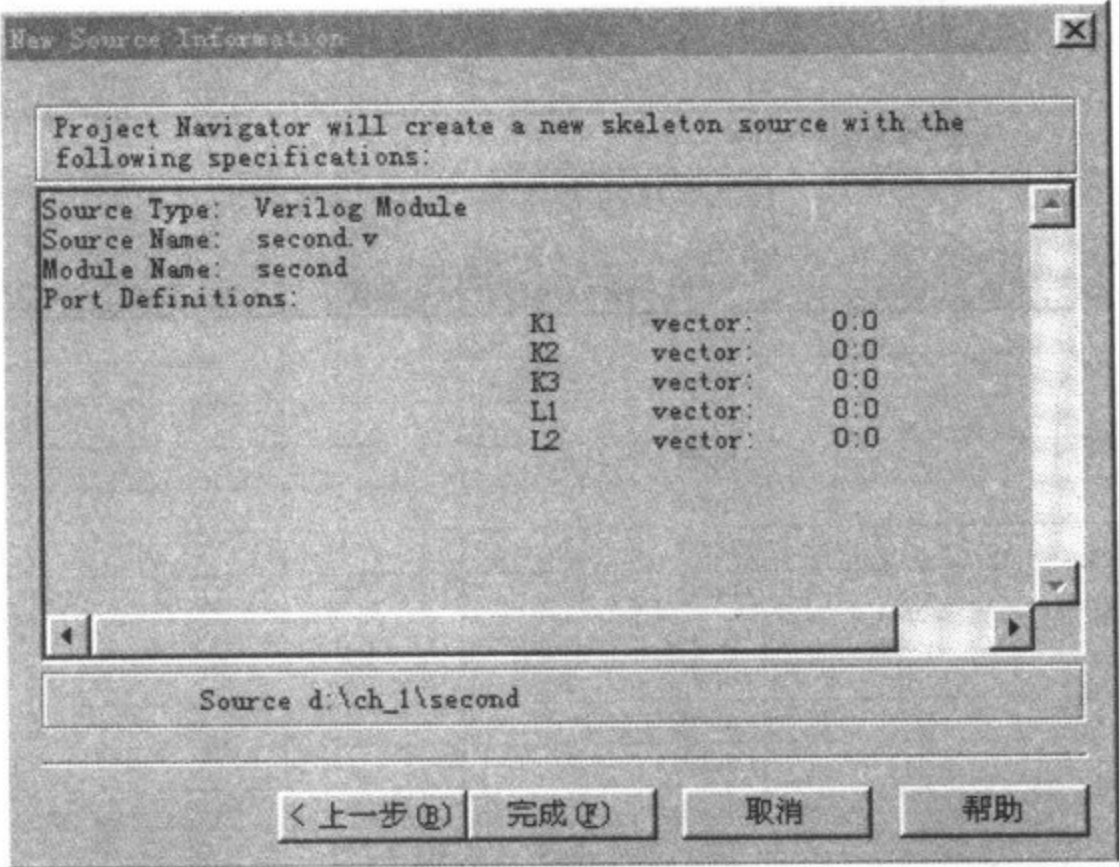 New Source Information
Project Navigator will create a new skeleton source with the
following specifications:
Source Type: Verilog Module
Source Name: second.v
Module Name: second
Port Definitions:
K1 vector: 0:0
K2 vector: 0:0
K3 vector: 0:0
L1 vector: 0:0
L2 vector: 0:0
Source d:\ch_1\second
< 上一步(B) 完成(F) 取消 帮助